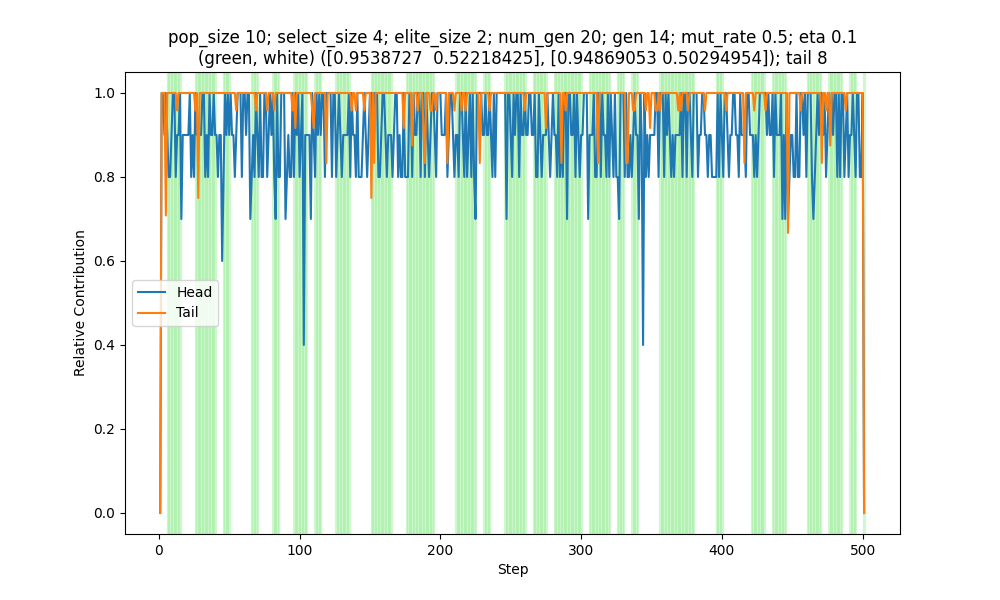 pop_size 10; select_size 4; elite_size 2; num_gen 20; gen 14; mut_rate 0.5; eta 0.1
(green, white) ([0.9538727  0.52218425], [0.94869053 0.50294954]); tail 8
1.0
0.8
0.6
0.4
0.2
0.0
Relative Contribution
Head
Tail
0
100
200
300
400
500
Step